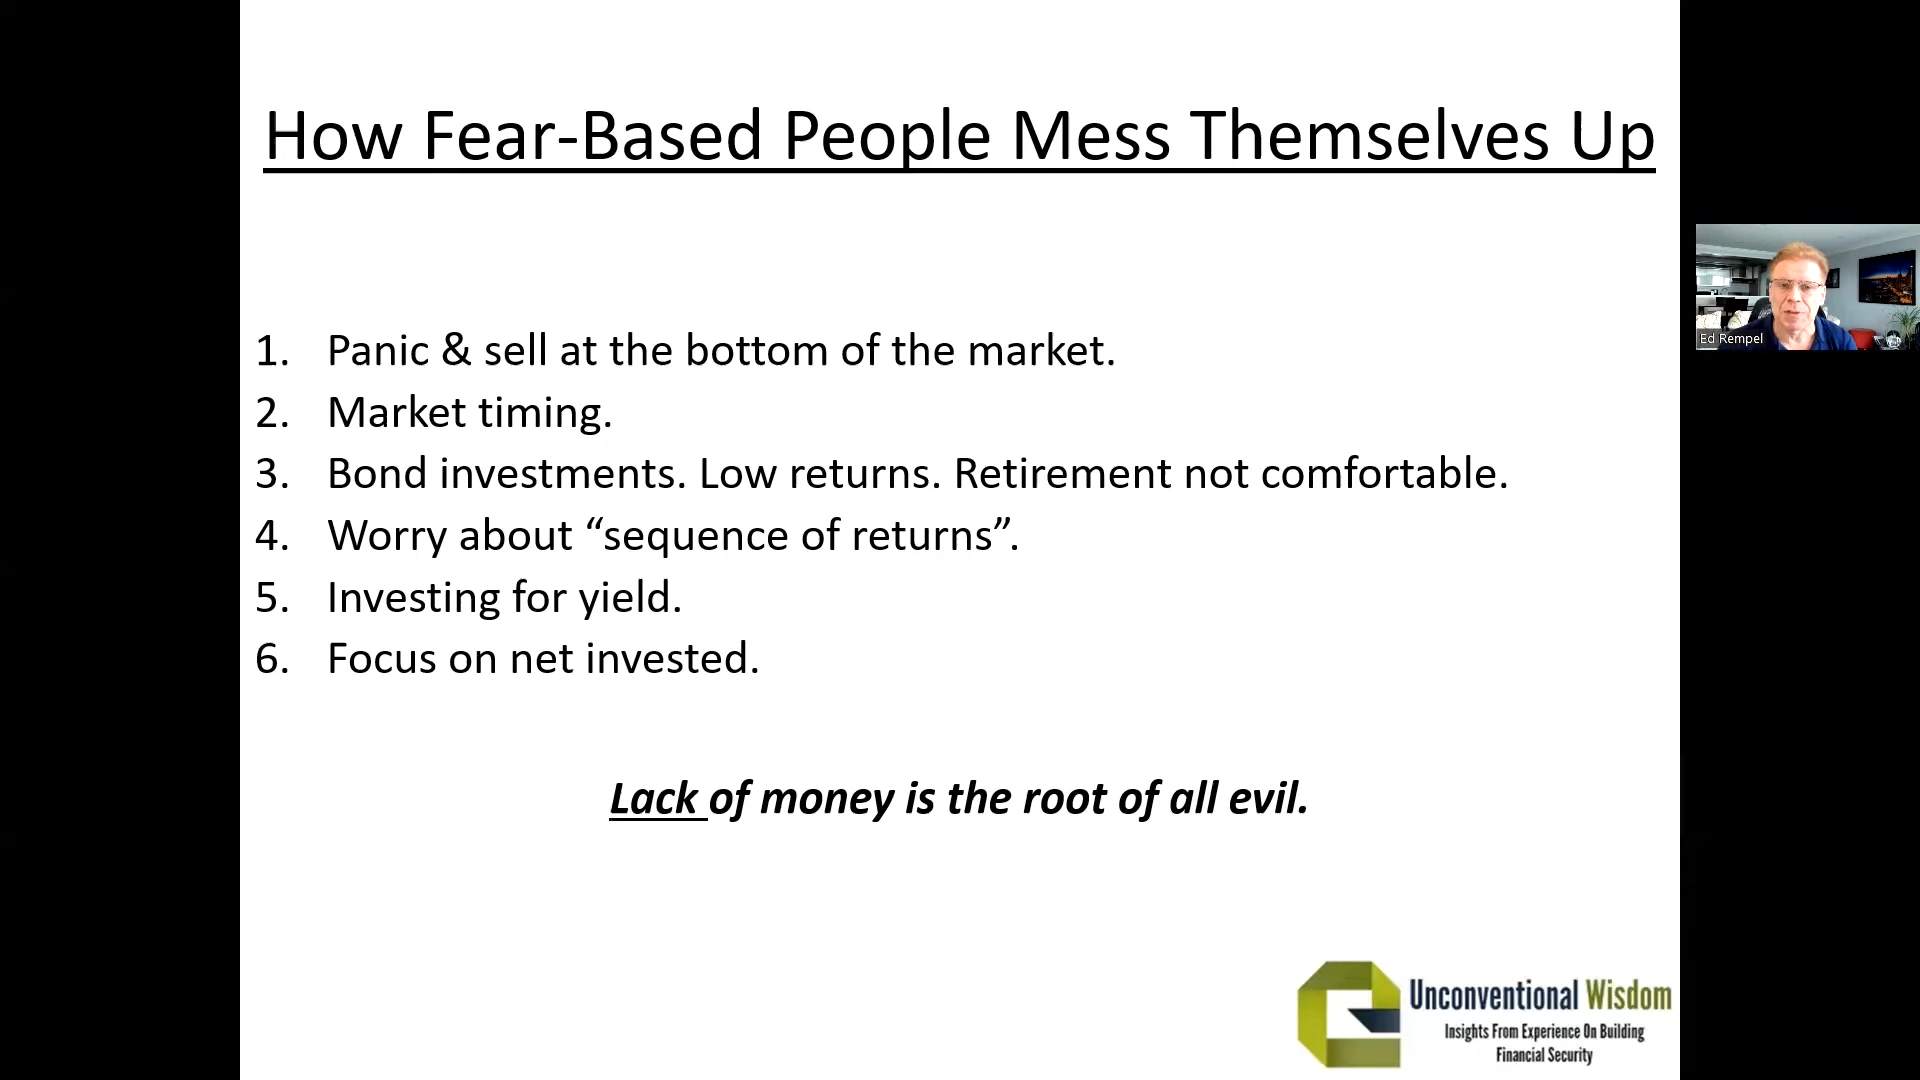 How Fear-Based People Mess Themselves Up
1. Panic & sell at the bottom of the market.
2. Market timing.
3. Bond investments. Low returns. Retirement not comfortable.
4. Worry about “sequence of returns”.
5. Investing for yield.
6. Focus on net invested.
Lack of money is the root of all evil.
Ed Rempel
Unconventional Wisdom
Insights From Experience On Building
Financial Security